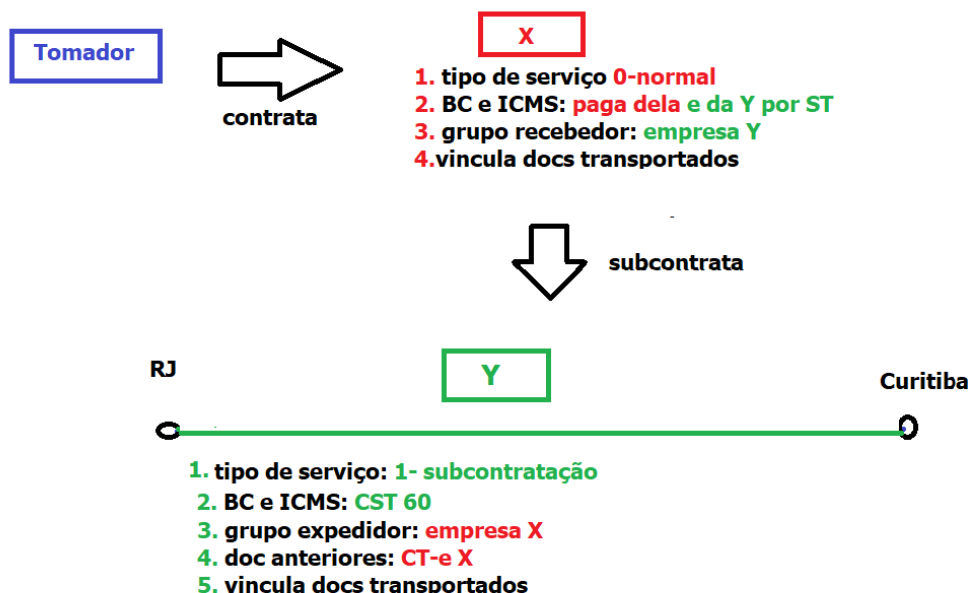 Tomador
contrata
X
1. tipo de serviço 0-normal
2. BC e ICMS: paga dela e da Y por ST
3. grupo recebedor: empresa Y
4.vincula docs transportados
subcontrata
RJ
Y
Curitiba
1. tipo de serviço: 1- subcontratação
2. BC e ICMS: CST 60
3. grupo expedidor: empresa X
4. doc anteriores: CT-e X
5. vincula docs transportados